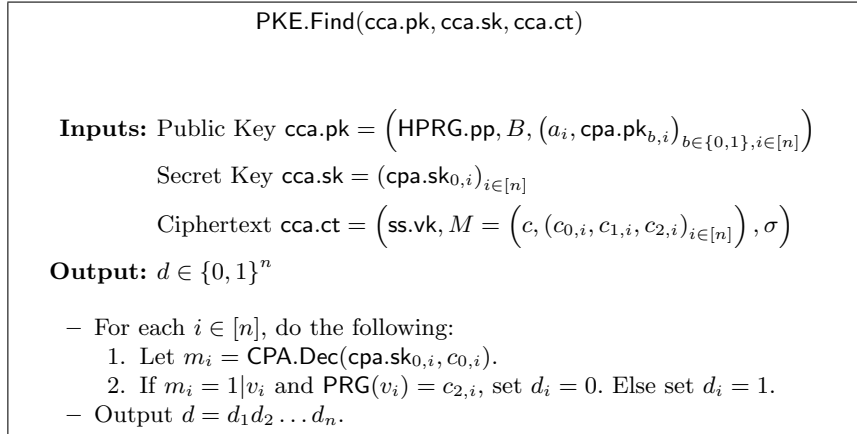 PKE.Find(cca.pk, cca.sk, cca.ct)
Inputs: Public Key cca.pk = (HPRG.pp, B, (a_i, cpa.pk_{b,i})_{b∈{0,1},i∈[n]})
Secret Key cca.sk = (cpa.sk_{0,i})_{i∈[n]}
Ciphertext cca.ct = (ss.vk, M = (c, (c_{0,i}, c_{1,i}, c_{2,i})_{i∈[n]}), σ)
Output: d ∈ {0, 1}^n
– For each i ∈ [n], do the following:
1. Let m_i = CPA.Dec(cpa.sk_{0,i}, c_{0,i}).
2. If m_i = 1|v_i and PRG(v_i) = c_{2,i}, set d_i = 0. Else set d_i = 1.
– Output d = d_1d_2 . . . d_n.